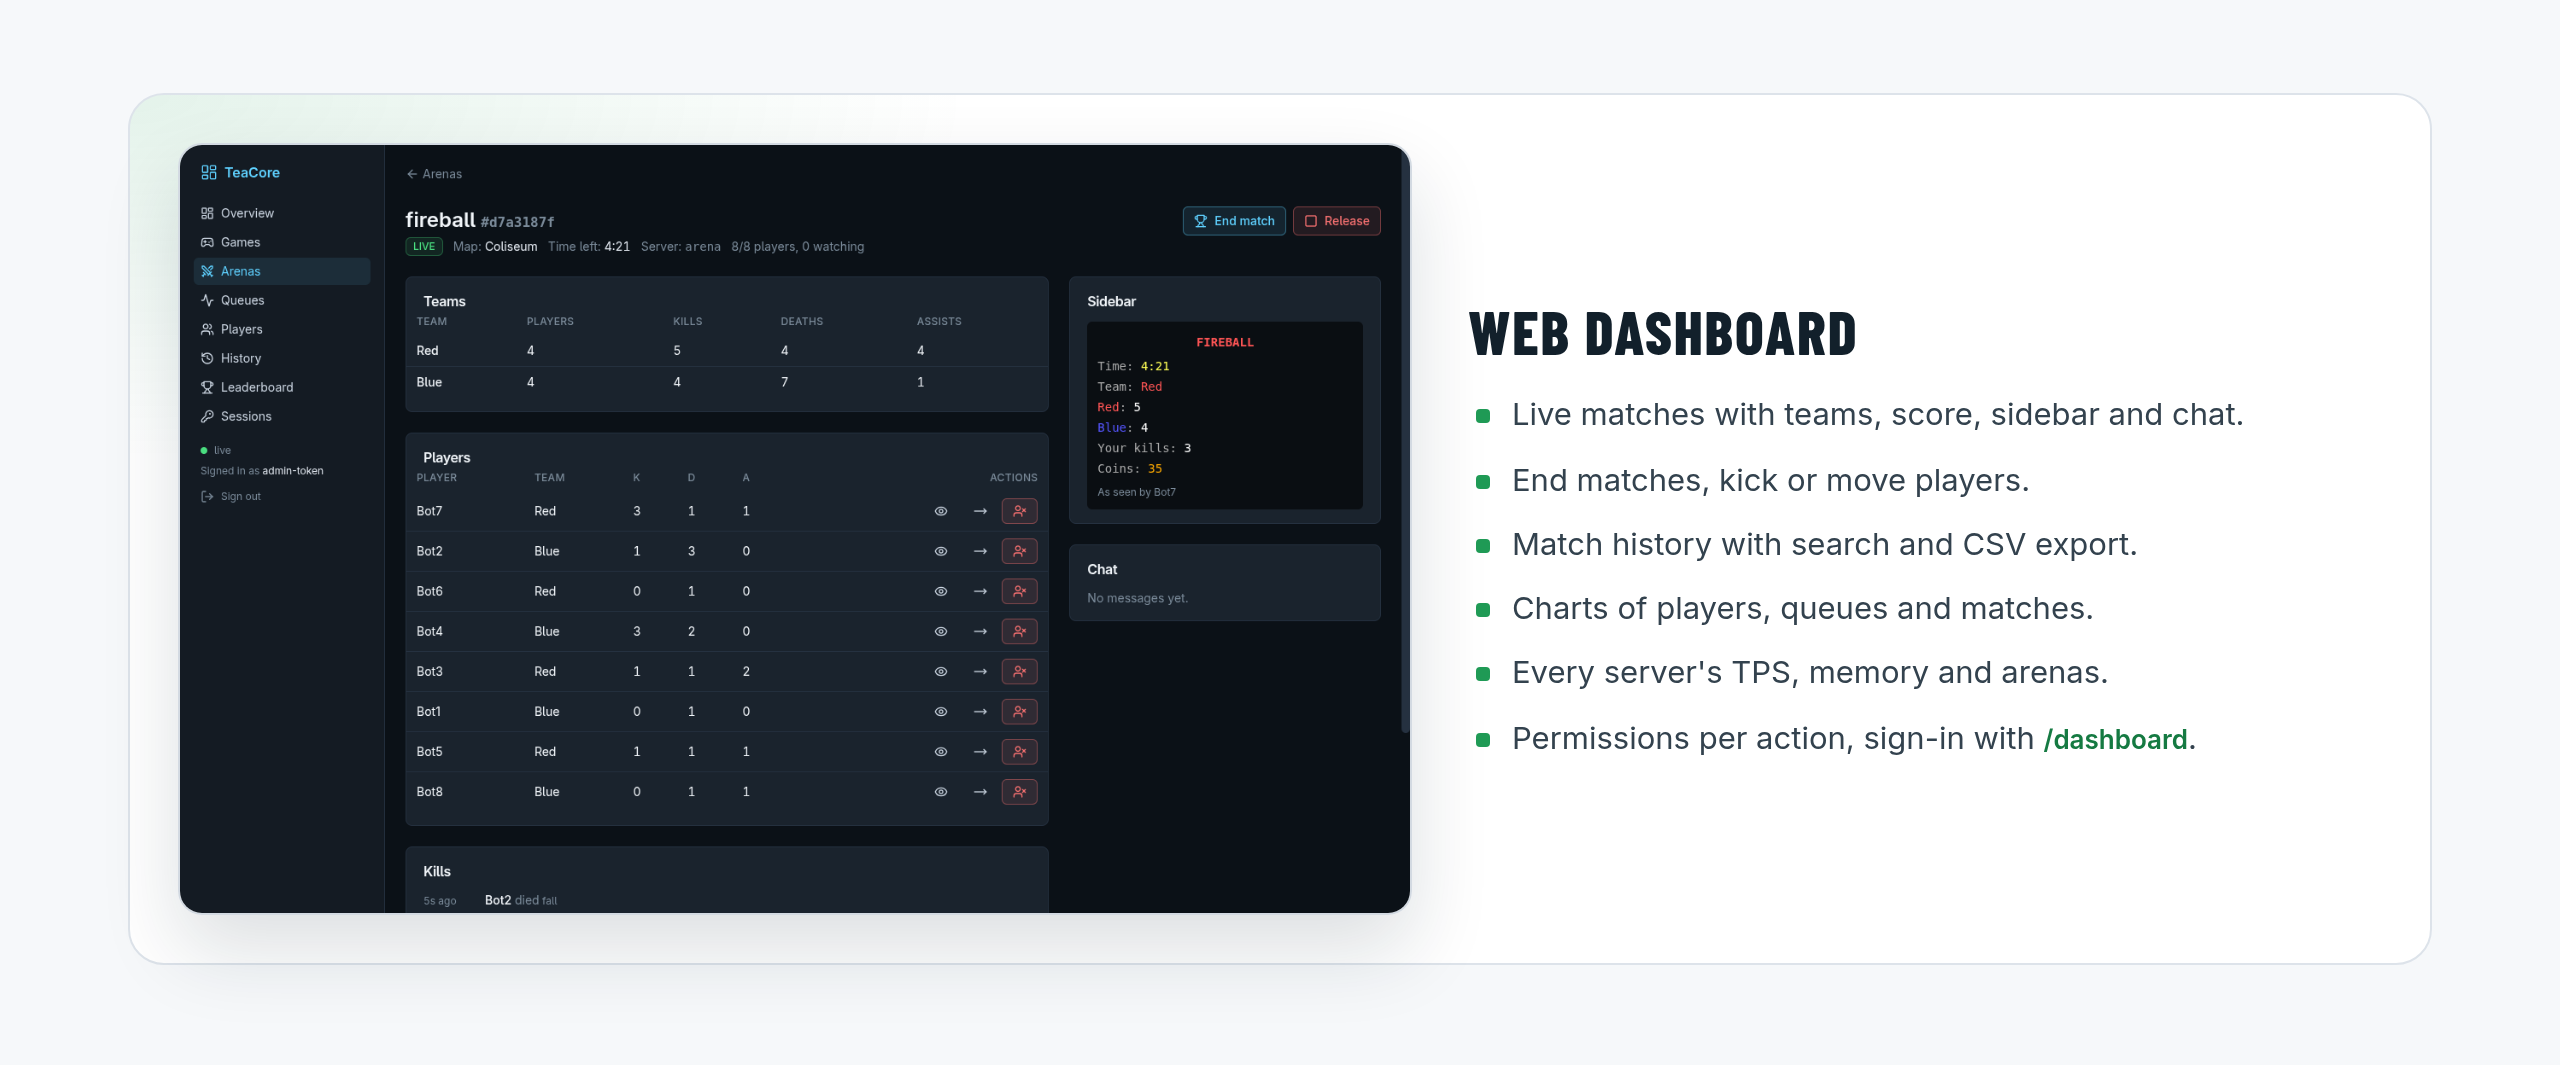 TeaCore
Overview
Games
Arenas
Queues
Players
History
Leaderboard
Sessions
live
Signed in as admin-token
Sign out
← Arenas
fireball #d7a3187f
End match
Release
LIVE Map: Coliseum Time left: 4:21 Server: arena 8/8 players, 0 watching
Teams
TEAM PLAYERS KILLS DEATHS ASSISTS
Red 4 5 4 4
Blue 4 4 7 1
Players
PLAYER TEAM K D A ACTIONS
Bot7 Red 3 1 1
Bot2 Blue 1 3 0
Bot6 Red 0 1 0
Bot4 Blue 3 2 0
Bot3 Red 1 1 2
Bot1 Blue 0 1 0
Bot5 Red 1 1 1
Bot8 Blue 0 1 1
Kills
5s ago Bot2 died fall
Sidebar
FIREBALL
Time: 4:21
Team: Red
Red: 5
Blue: 4
Your kills: 3
Coins: 35
As seen by Bot7
Chat
No messages yet.
WEB DASHBOARD
Live matches with teams, score, sidebar and chat.
End matches, kick or move players.
Match history with search and CSV export.
Charts of players, queues and matches.
Every server's TPS, memory and arenas.
Permissions per action, sign-in with /dashboard.